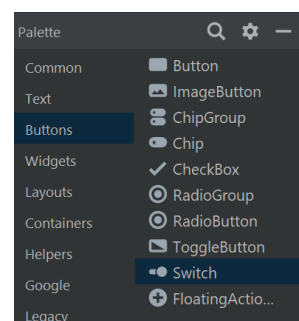 Palette
Common
Text
Buttons
Widgets
Layouts
Containers
Helpers
Google
Legacy
Button
ImageButton
ChipGroup
Chip
CheckBox
RadioGroup
RadioButton
ToggleButton
Switch
FloatingActio...